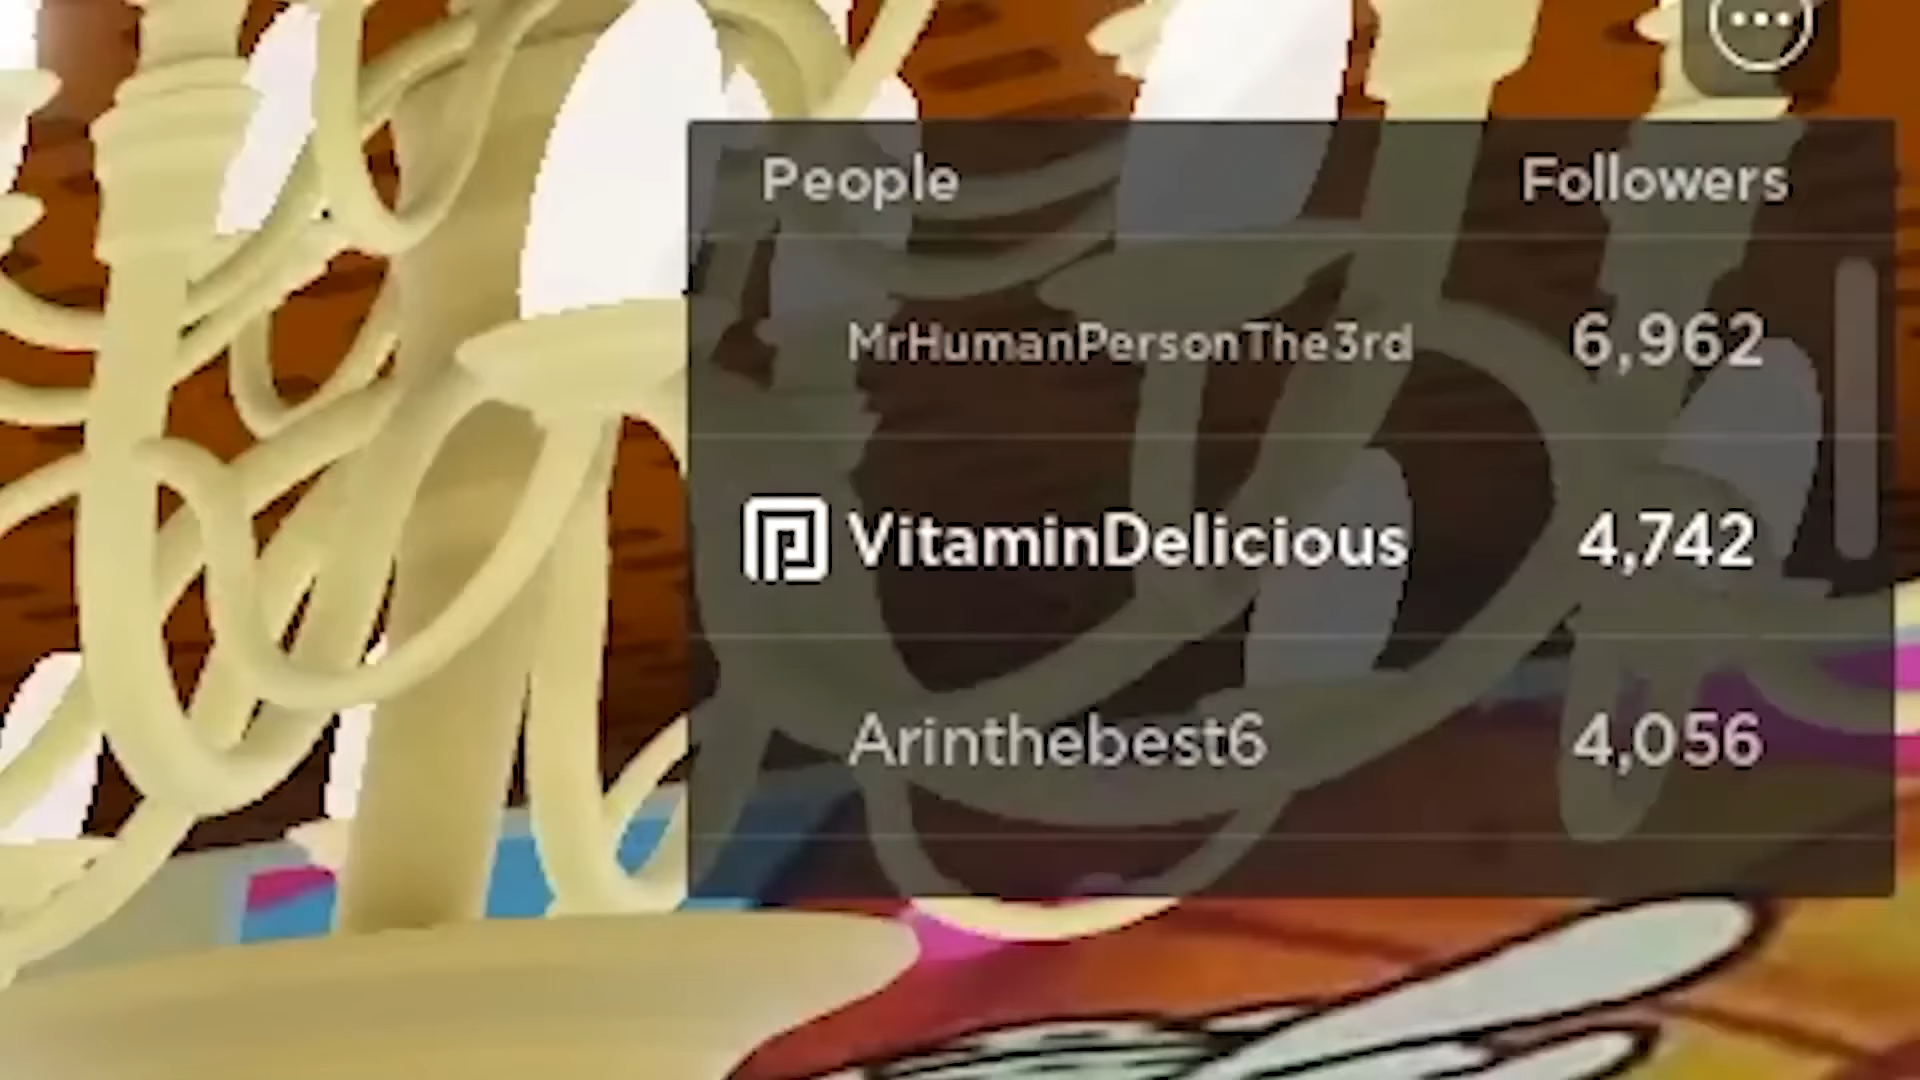 People Followers
MrHumanPersonThe3rd 6,962
VitaminDelicious 4,742
Arinthebest6 4,056